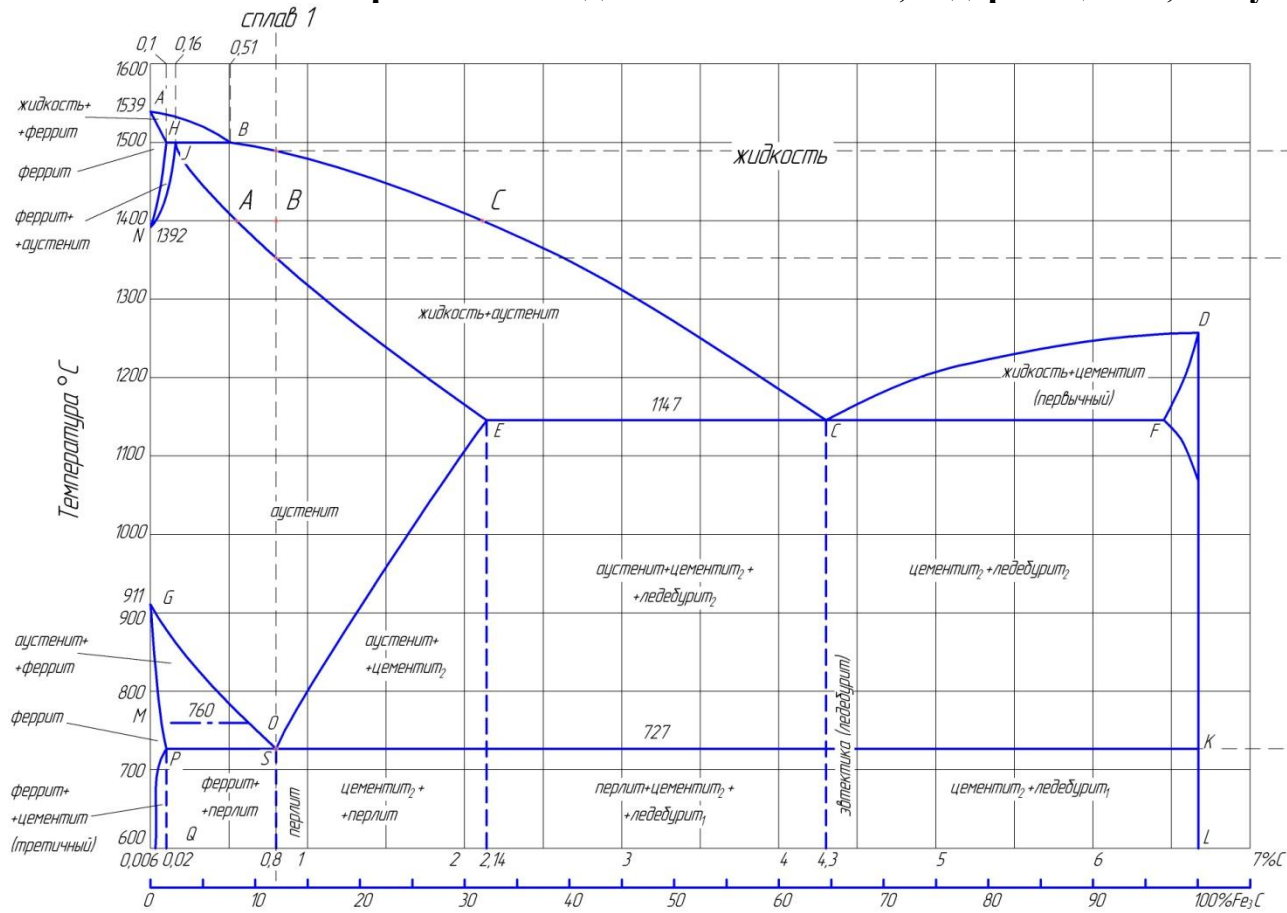 сплав 1
0,1
0,16
0,51
1600
1539
1500
1400
1392
1300
1200
1100
1000
911
900
800
700
600
Температура °С
жидкость+
+феррит
феррит
феррит+
+аустенит
аустенит+
+феррит
феррит
феррит+
+цементит
(третичный)
A
H
J
B
N
A
B
C
жидкость
жидкость+аустенит
D
жидкость+цементит
(первичный)
1147
E
C
F
аустенит
аустенит+цементит₂+
+ледебурит₂
цементит₂+ледебурит₂
G
аустенит+
+цементит₂
эвтектика (ледебурит)
M
760
O
727
P
S
K
феррит+
+перлит
перлит
цементит₂+
+перлит
перлит+цементит₂+
+ледебурит₁
цементит₂+ледебурит₁
Q
L
0,006
0,02
0,8
1
2
2,14
3
4
4,3
5
6
7%С
0
10
20
30
40
50
60
70
80
90
100%Fe₃C